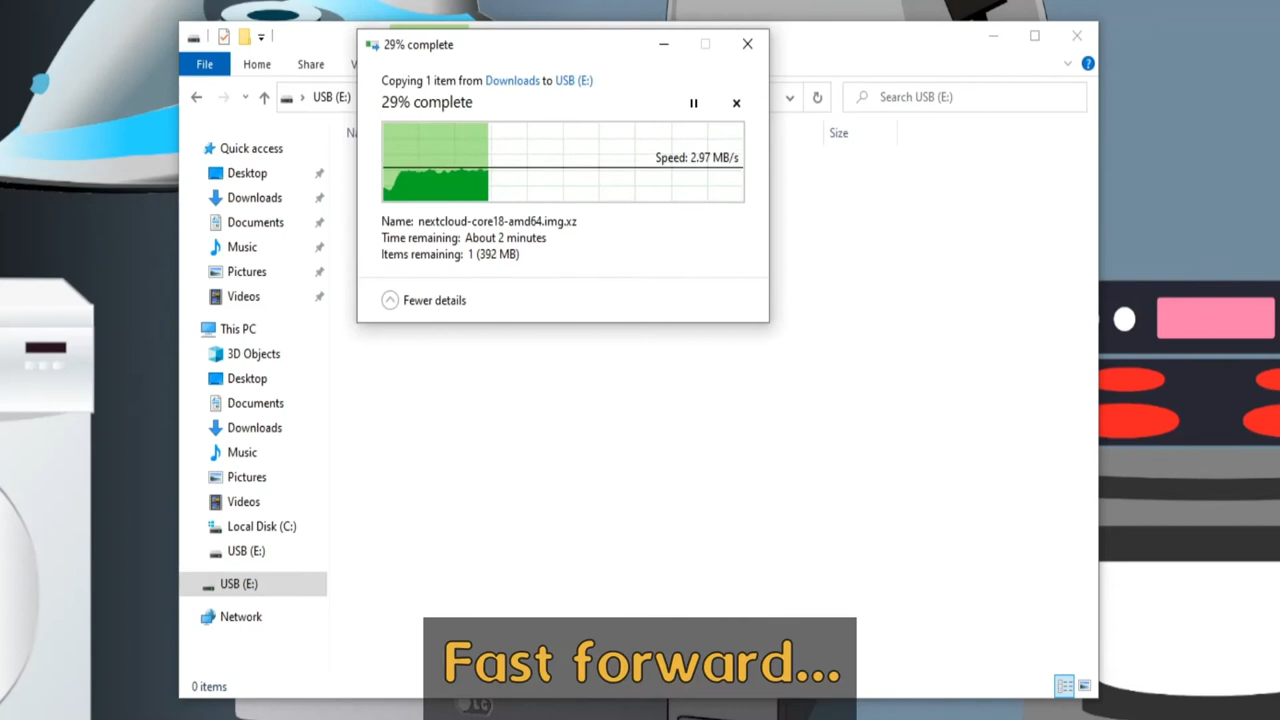 29% complete
File
Home
Share
V
Copying 1 item from Downloads to USB (E:)
29% complete
USB (E:)
Search USB (E:)
Na
Size
Speed: 2.97 MB/s
Name: nextcloud-core18-amd64.img.xz
Time remaining: About 2 minutes
Items remaining: 1 (392 MB)
Fewer details
Quick access
Desktop
Downloads
Documents
Music
Pictures
Videos
This PC
3D Objects
Desktop
Documents
Downloads
Music
Pictures
Videos
Local Disk (C:)
USB (E:)
USB (E:)
Network
0 items
Fast forward...
LG